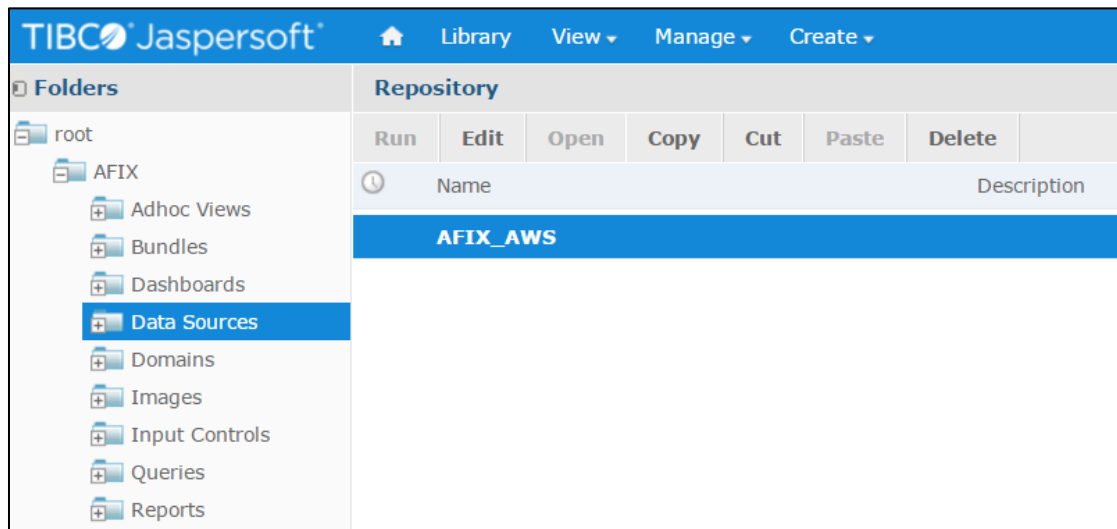 TIBCO Jaspersoft Library View Manage Create
Folders
root
AFIX
Adhoc Views
Bundles
Dashboards
Data Sources
Domains
Images
Input Controls
Queries
Reports
Repository
Run Edit Open Copy Cut Paste Delete
Name Description
AFIX_AWS